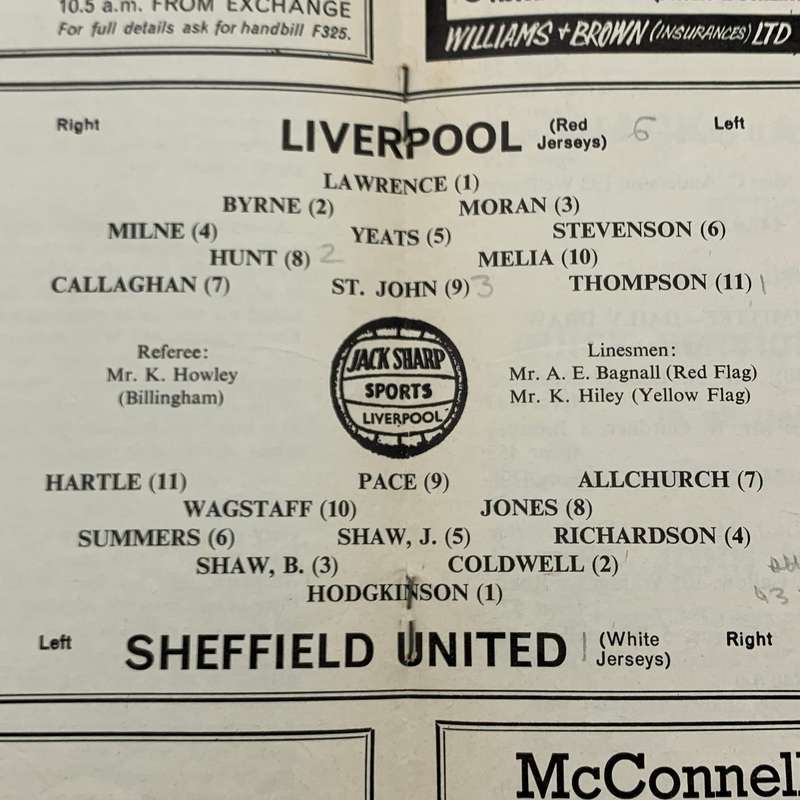 10.5 a.m. FROM EXCHANGE
For full details ask for handbill F325.
WILLIAMS + BROWN (INSURANCES) LTD
Right
LIVERPOOL (Red Jerseys) 6
Left
LAWRENCE (1)
BYRNE (2) MORAN (3)
MILNE (4) YEATS (5) STEVENSON (6)
HUNT (8) 2 MELIA (10)
CALLAGHAN (7) ST. JOHN (9) 3 THOMPSON (11) 1
Referee:
Mr. K. Howley
(Billingham)
JACK SHARP
SPORTS
LIVERPOOL
Linesmen:
Mr. A. E. Bagnall (Red Flag)
Mr. K. Hiley (Yellow Flag)
HARTLE (11) PACE (9) ALLCHURCH (7)
WAGSTAFF (10) JONES (8)
SUMMERS (6) SHAW, J. (5) RICHARDSON (4)
SHAW, B. (3) COLDWELL (2)
HODGKINSON (1)
43
Left
SHEFFIELD UNITED 1 (White Jerseys)
Right
McConnell